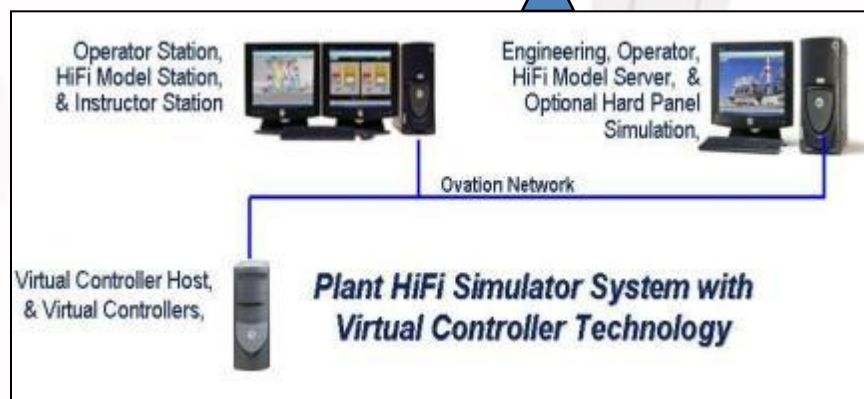 Operator Station,
HiFi Model Station,
& Instructor Station
Engineering, Operator,
HiFi Model Server, &
Optional Hard Panel
Simulation,
Ovation Network
Virtual Controller Host,
& Virtual Controllers,
Plant HiFi Simulator System with
Virtual Controller Technology